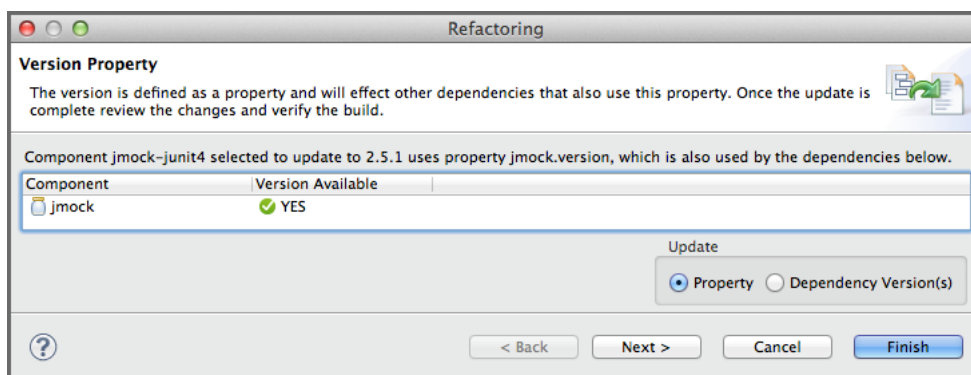 Refactoring
Version Property
The version is defined as a property and will effect other dependencies that also use this property. Once the update is
complete review the changes and verify the build.
Component jmock-junit4 selected to update to 2.5.1 uses property jmock.version, which is also used by the dependencies below.
Component Version Available
jmock YES
Update
Property Dependency Version(s)
? < Back Next > Cancel Finish